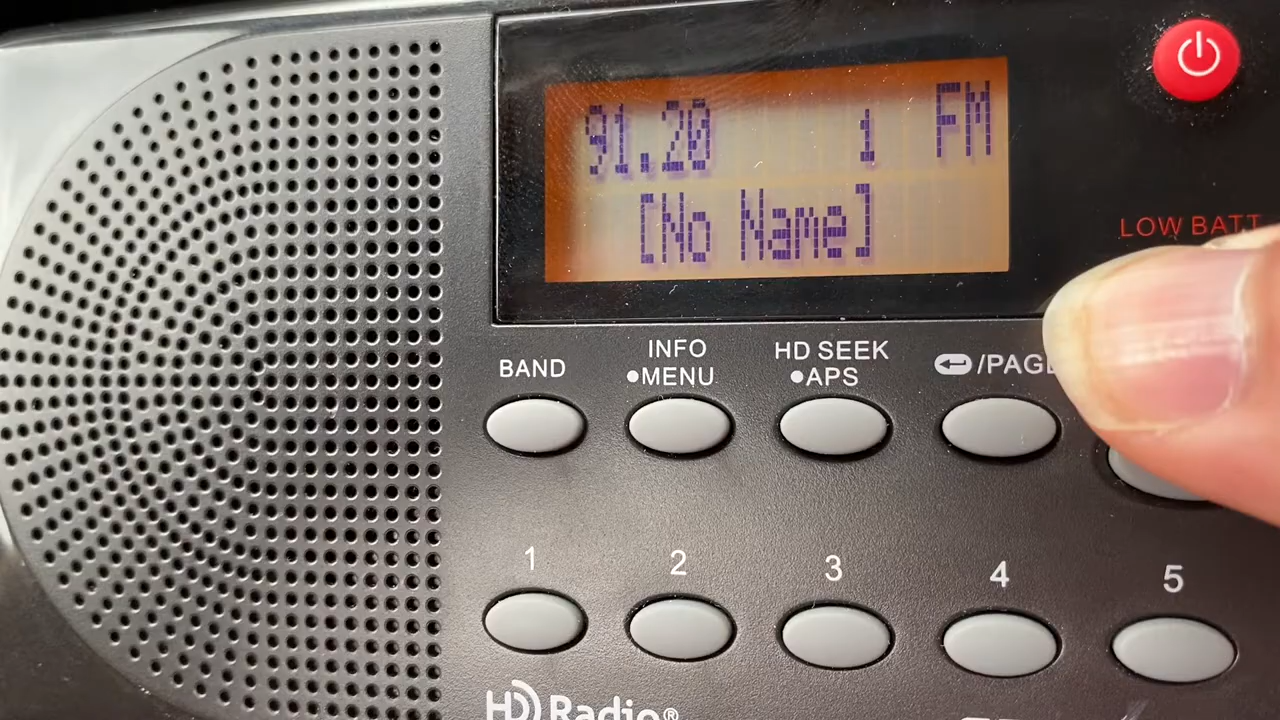 91.20 1 FM
[No Name]
LOW BATT
BAND
INFO
•MENU
HD SEEK
•APS
/PAGE
1 2 3 4 5
HD Radio®